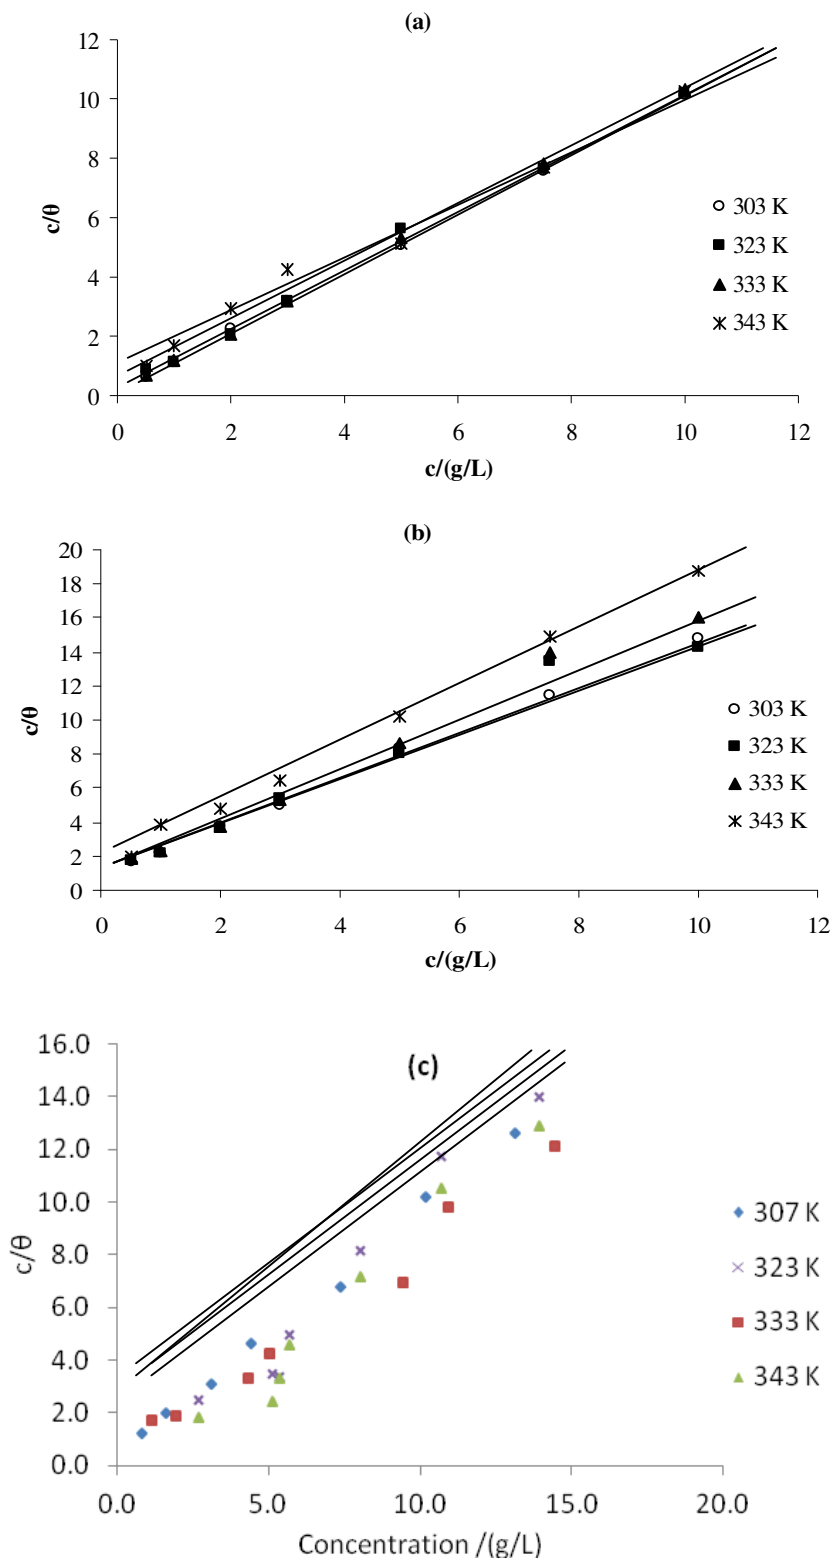 (a)
12
10
8
6
4
2
0
c/θ
303 K
323 K
333 K
343 K
0 2 4 6 8 10 12
c/(g/L)
(b)
20
18
16
14
12
10
8
6
4
2
0
c/θ
303 K
323 K
333 K
343 K
0 2 4 6 8 10 12
c/(g/L)
(c)
16.0
14.0
12.0
10.0
8.0
6.0
4.0
2.0
0.0
c/θ
307 K
323 K
333 K
343 K
0.0 5.0 10.0 15.0 20.0
Concentration /(g/L)